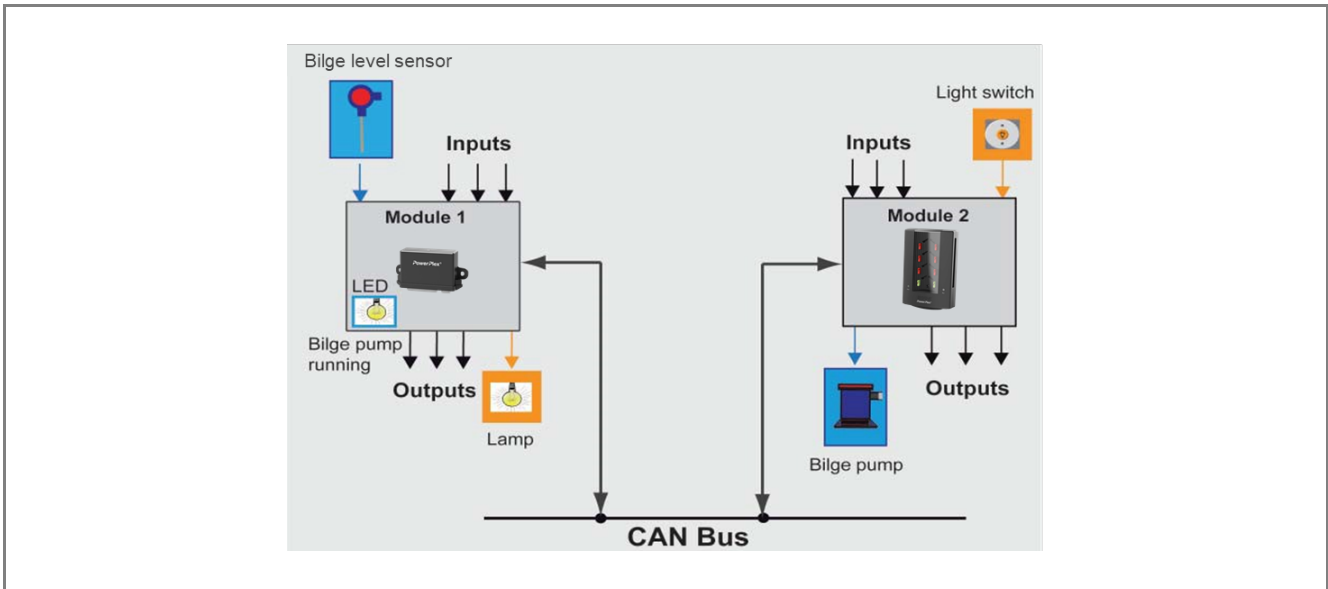 Bilge level sensor
Inputs
Module 1
PowerPlex
LED
Bilge pump
running
Outputs
Lamp
Light switch
Inputs
Module 2
Outputs
Bilge pump
CAN Bus